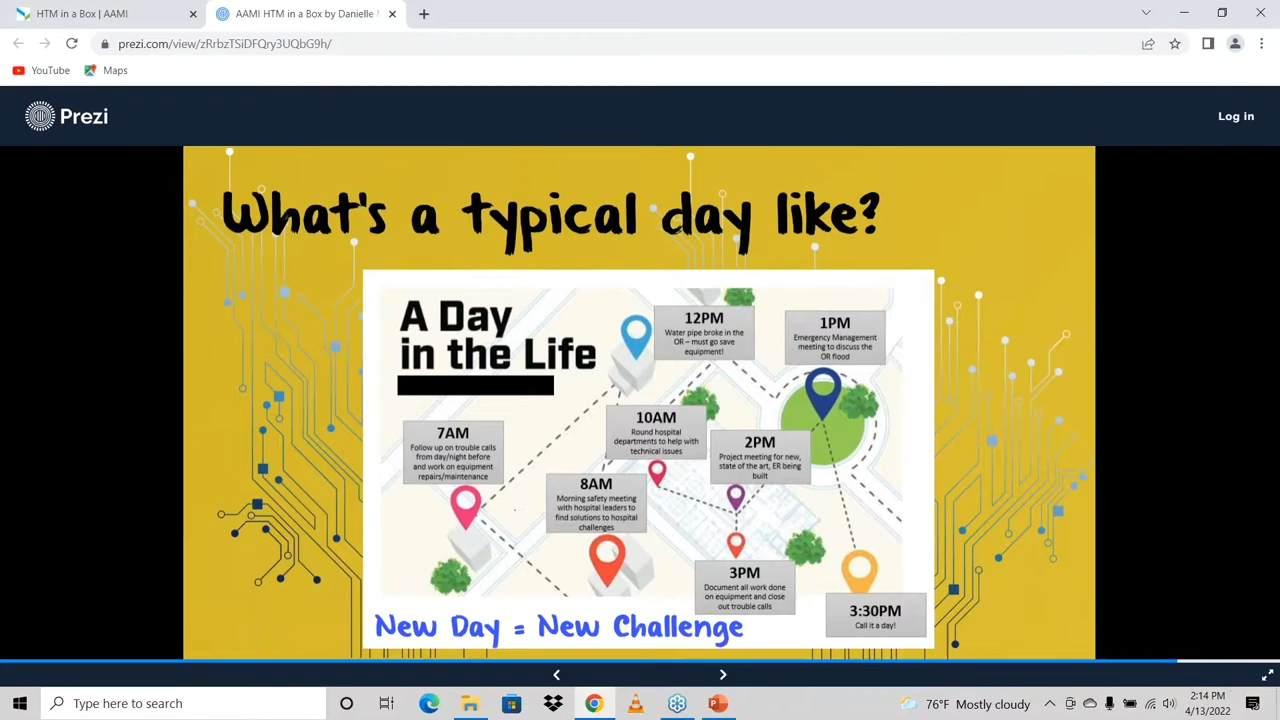 HTM in a Box | AAMI
AAMI HTM in a Box by Danielle
prezi.com/view/zRrbzTSiDFQry3UQbG9h/
YouTube
Maps
Prezi
Log in
What's a typical day like?
A Day
in the Life
7AM
Follow up on trouble calls
from day/night before
and work on equipment
repairs/maintenance
8AM
Morning safety meeting
with hospital leaders to
find solutions to hospital
challenges
10AM
Round hospital
departments to help with
technical issues
12PM
Water pipe broke in the
OR – must go save
equipment!
1PM
Emergency Management
meeting to discuss the
OR flood
2PM
Project meeting for new,
state of the art, ER being
built
3PM
Document all work done
on equipment and close
out trouble calls
3:30PM
Call it a day!
New Day = New Challenge
Type here to search
76°F Mostly cloudy
2:14 PM
4/13/2022